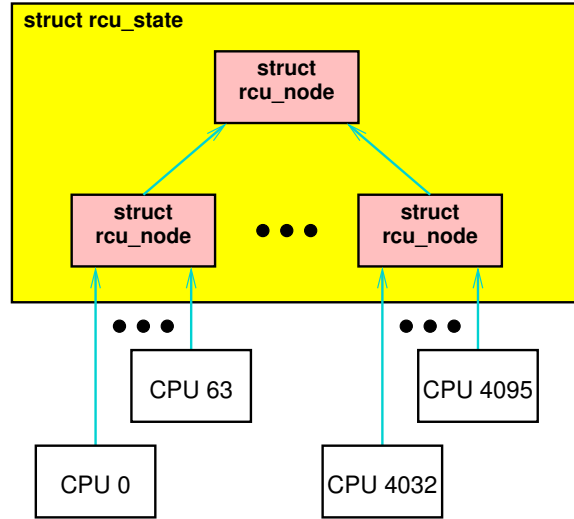 struct rcu_state
struct
rcu_node
struct
rcu_node
struct
rcu_node
CPU 63
CPU 4095
CPU 0
CPU 4032